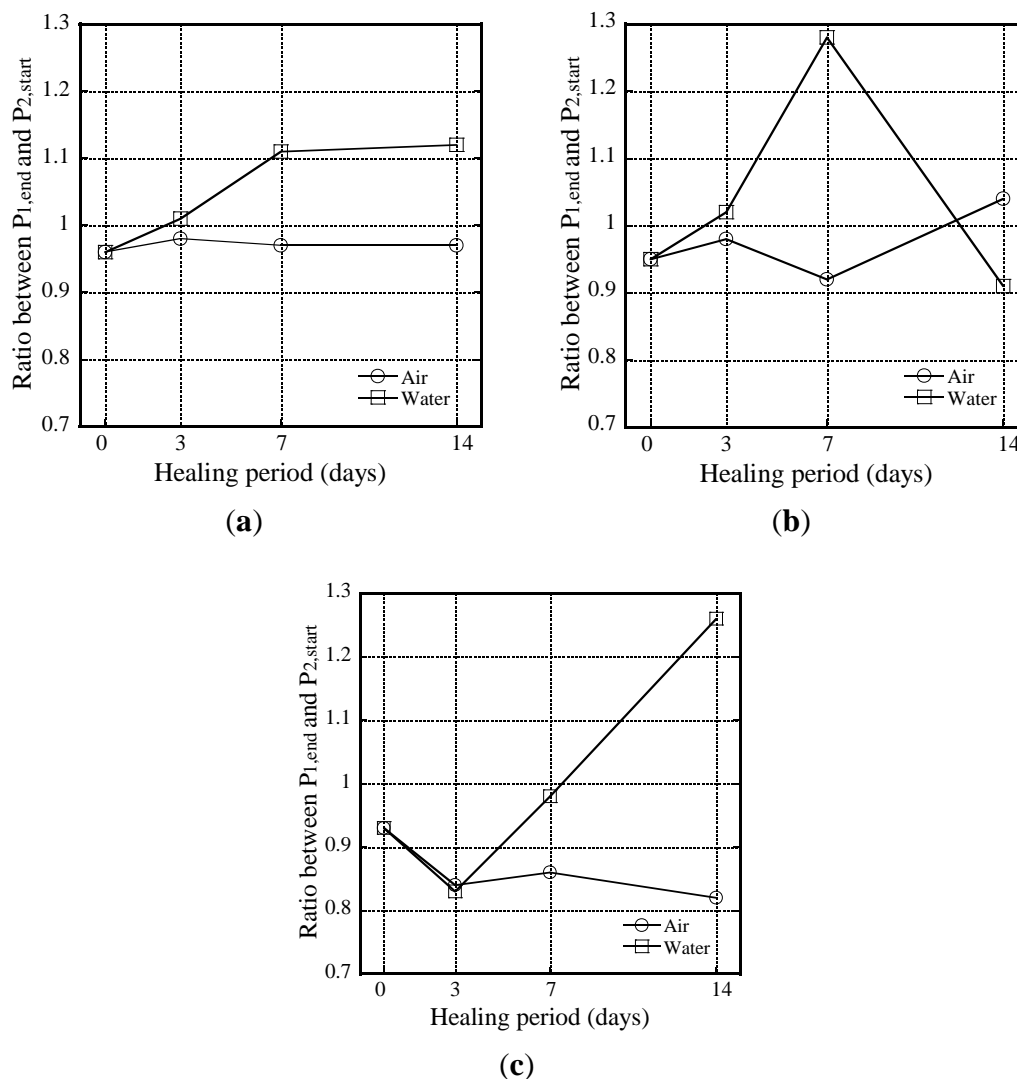 1.3
1.2
1.1
1
0.9
0.8
0.7
Ratio between P1,end and P2,start
Air
Water
0 3 7 14
Healing period (days)
(a)
1.3
1.2
1.1
1
0.9
0.8
0.7
Ratio between P1,end and P2,start
Air
Water
0 3 7 14
Healing period (days)
(b)
1.3
1.2
1.1
1
0.9
0.8
0.7
Ratio between P1,end and P2,start
Air
Water
0 3 7 14
Healing period (days)
(c)